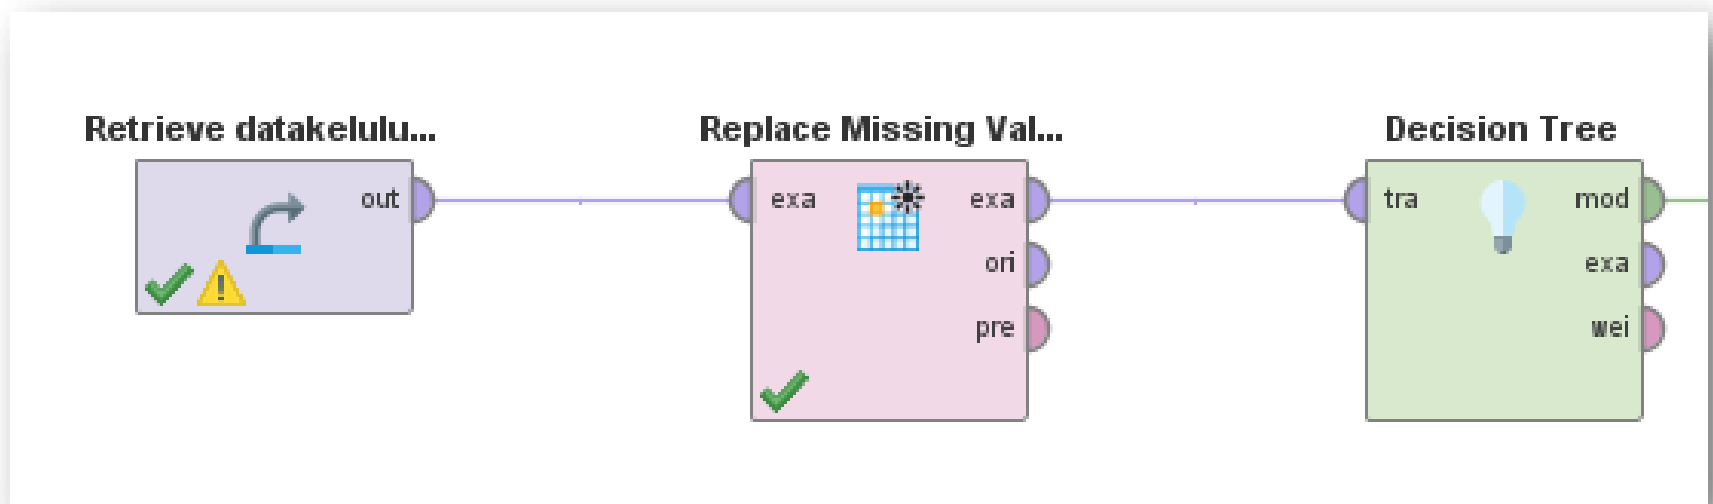 Retrieve datakelulu...
out
Replace Missing Val...
exa
exa
ori
pre
Decision Tree
tra
mod
exa
wei